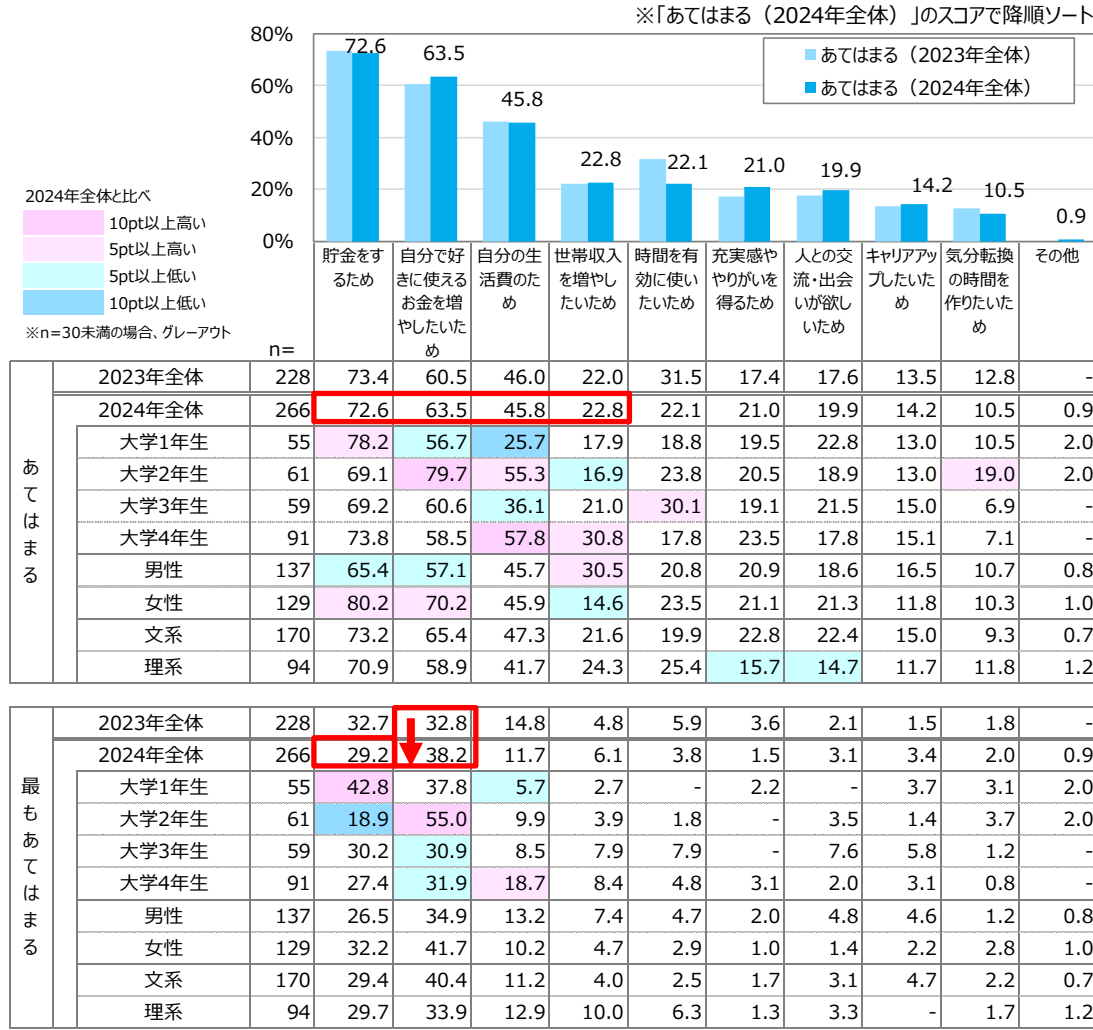 ※「あてはまる（2024年全体）」のスコアで降順ソート
80%
60%
40%
20%
0%
72.6 63.5 45.8 22.8 22.1 21.0 19.9 14.2 10.5 0.9
あてはまる（2023年全体）
あてはまる（2024年全体）
2024年全体と比べ
10pt以上高い
5pt以上高い
5pt以上低い
10pt以上低い
※n=30未満の場合、グレーアウト
n=
貯金をす
るため
自分で好
きに使える
お金を増
やしたいた
め
自分の生
活費のた
め
世帯収入
を増やし
たいため
時間を有
効に使い
たいため
充実感や
やりがいを
得るため
人との交
流・出会
いが欲し
いため
キャリアアッ
プしたいた
め
気分転換
の時間を
作りたいた
め
その他
あてはまる
2023年全体 228 73.4 60.5 46.0 22.0 31.5 17.4 17.6 13.5 12.8 -
2024年全体 266 72.6 63.5 45.8 22.8 22.1 21.0 19.9 14.2 10.5 0.9
大学1年生 55 78.2 56.7 25.7 17.9 18.8 19.5 22.8 13.0 10.5 2.0
大学2年生 61 69.1 79.7 55.3 16.9 23.8 20.5 18.9 13.0 19.0 2.0
大学3年生 59 69.2 60.6 36.1 21.0 30.1 19.1 21.5 15.0 6.9 -
大学4年生 91 73.8 58.5 57.8 30.8 17.8 23.5 17.8 15.1 7.1 -
男性 137 65.4 57.1 45.7 30.5 20.8 20.9 18.6 16.5 10.7 0.8
女性 129 80.2 70.2 45.9 14.6 23.5 21.1 21.3 11.8 10.3 1.0
文系 170 73.2 65.4 47.3 21.6 19.9 22.8 22.4 15.0 9.3 0.7
理系 94 70.9 58.9 41.7 24.3 25.4 15.7 14.7 11.7 11.8 1.2
最もあてはまる
2023年全体 228 32.7 32.8 14.8 4.8 5.9 3.6 2.1 1.5 1.8 -
2024年全体 266 29.2 38.2 11.7 6.1 3.8 1.5 3.1 3.4 2.0 0.9
大学1年生 55 42.8 37.8 5.7 2.7 - 2.2 - 3.7 3.1 2.0
大学2年生 61 18.9 55.0 9.9 3.9 1.8 - 3.5 1.4 3.7 2.0
大学3年生 59 30.2 30.9 8.5 7.9 7.9 - 7.6 5.8 1.2 -
大学4年生 91 27.4 31.9 18.7 8.4 4.8 3.1 2.0 3.1 0.8 -
男性 137 26.5 34.9 13.2 7.4 4.7 2.0 4.8 4.6 1.2 0.8
女性 129 32.2 41.7 10.2 4.7 2.9 1.0 1.4 2.2 2.8 1.0
文系 170 29.4 40.4 11.2 4.0 2.5 1.7 3.1 4.7 2.2 0.7
理系 94 29.7 33.9 12.9 10.0 6.3 1.3 3.3 - 1.7 1.2